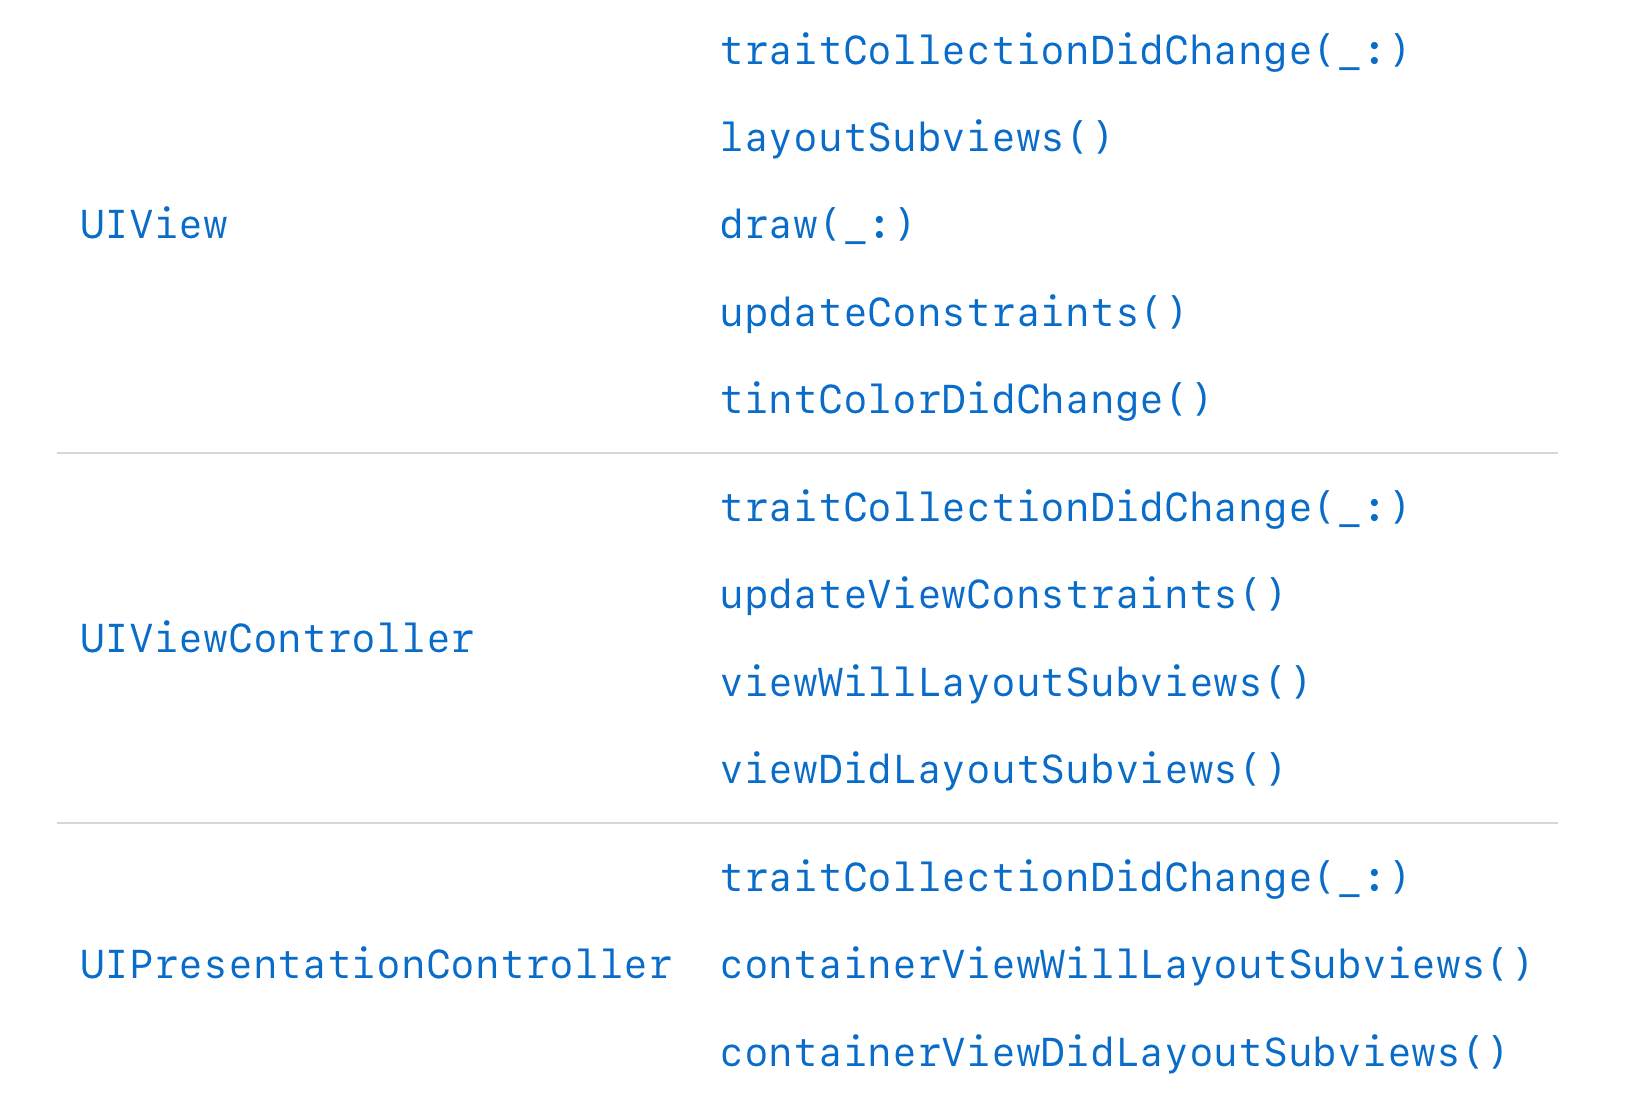 UIView
traitCollectionDidChange(_:)
layoutSubviews()
draw(_:)
updateConstraints()
tintColorDidChange()
UIViewController
traitCollectionDidChange(_:)
updateViewConstraints()
viewWillLayoutSubviews()
viewDidLayoutSubviews()
UIPresentationController
traitCollectionDidChange(_:)
containerViewWillLayoutSubviews()
containerViewDidLayoutSubviews()